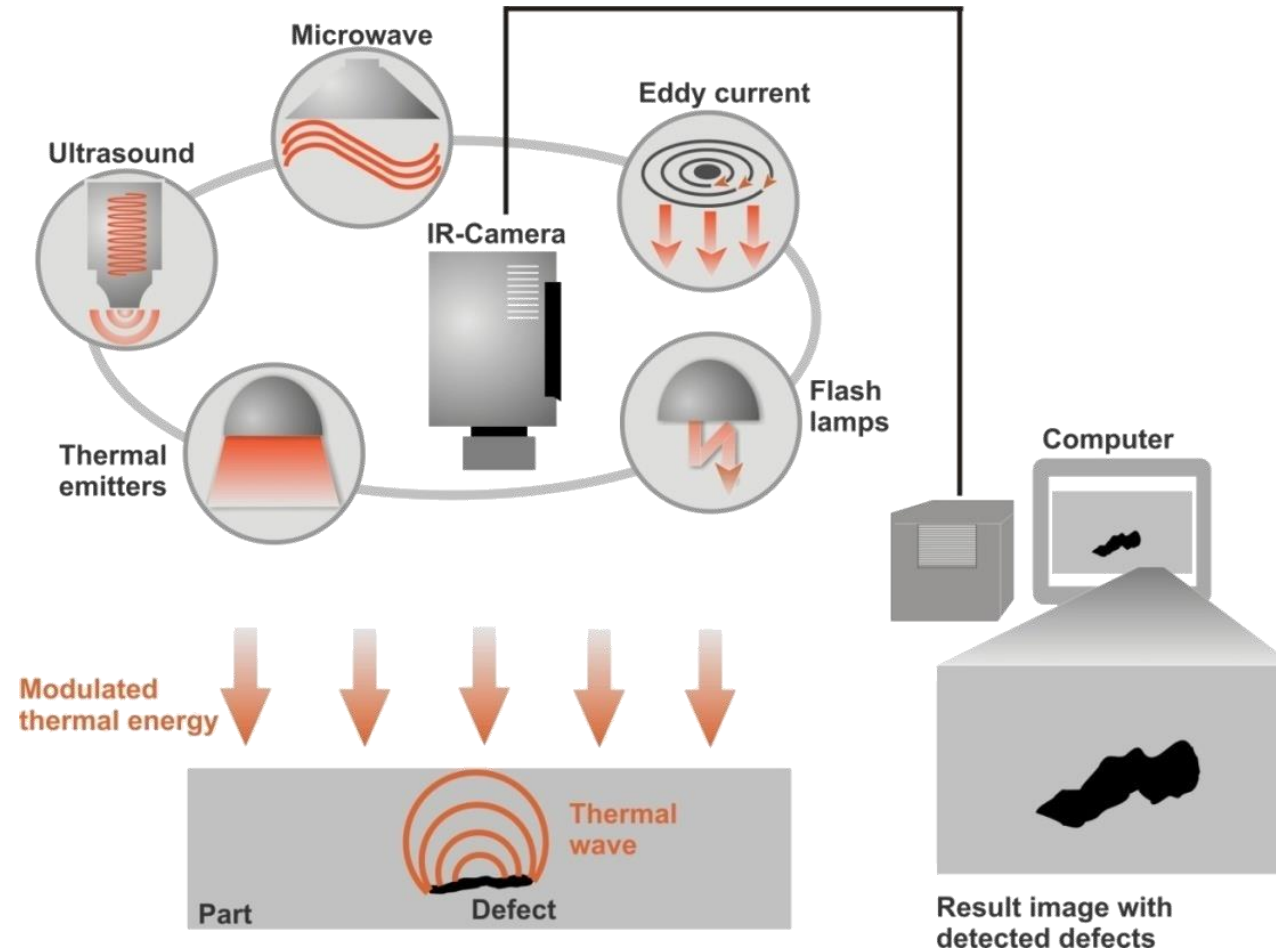 Microwave
Eddy current
Ultrasound
IR-Camera
Flash
lamps
Thermal
emitters
Computer
Modulated
thermal energy
Thermal
wave
Defect
Part
Result image with
detected defects